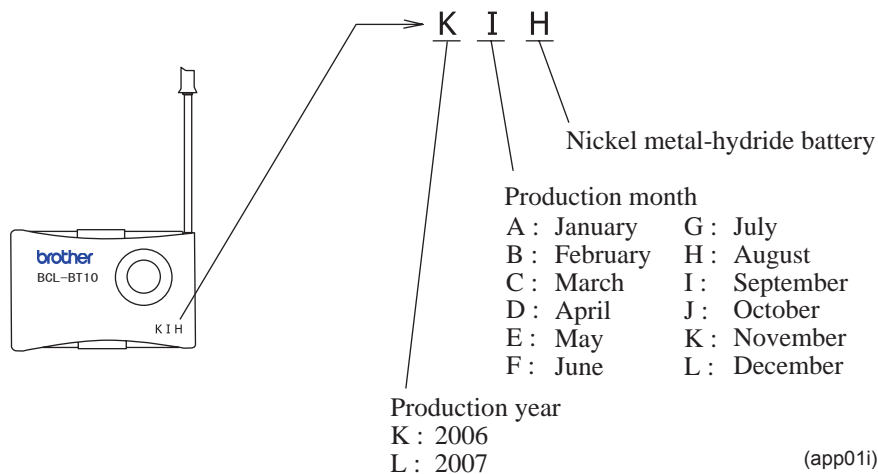 K I H
Nickel metal-hydride battery
Production month
A : January G : July
B : February H : August
C : March I : September
D : April J : October
E : May K : November
F : June L : December
brother
BCL-BT10
K I H
Production year
K : 2006
L : 2007
(app01i)